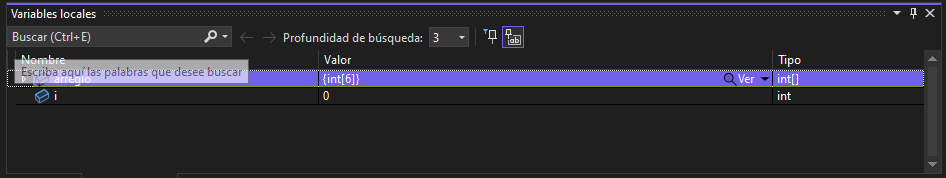 Variables locales
Buscar (Ctrl+E) Profundidad de búsqueda: 3
Nombre Valor Tipo
Escriba aquí las palabras que desee buscar
arreglo {int[6]} Ver int[]
i 0 int